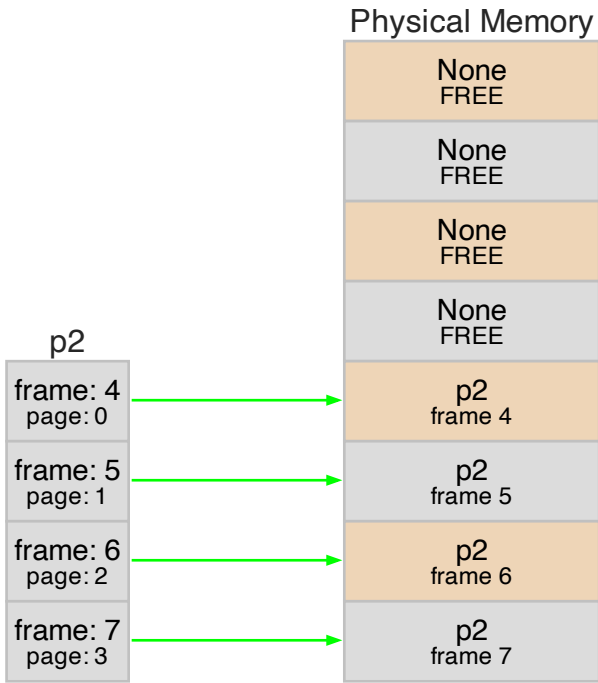 Physical Memory
None
FREE
None
FREE
None
FREE
None
FREE
p2
frame: 4
page: 0
p2
frame 4
frame: 5
page: 1
p2
frame 5
frame: 6
page: 2
p2
frame 6
frame: 7
page: 3
p2
frame 7